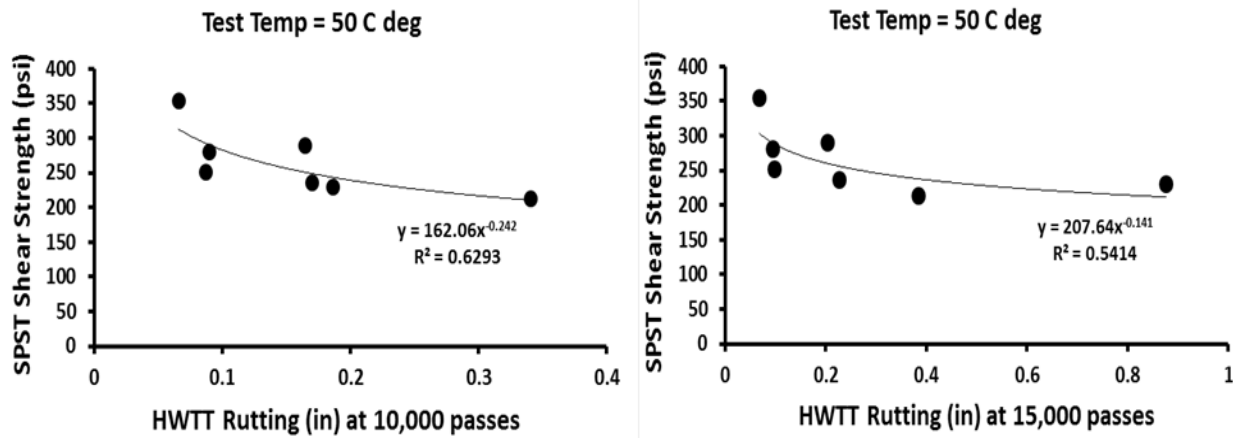 Test Temp = 50 C deg
SPST Shear Strength (psi)
400
350
300
250
200
150
100
50
0
y = 162.06x^-0.242
R² = 0.6293
0 0.1 0.2 0.3 0.4
HWTT Rutting (in) at 10,000 passes
Test Temp = 50 C deg
SPST Shear Strength (psi)
400
350
300
250
200
150
100
50
0
y = 207.64x^-0.141
R² = 0.5414
0 0.2 0.4 0.6 0.8 1
HWTT Rutting (in) at 15,000 passes